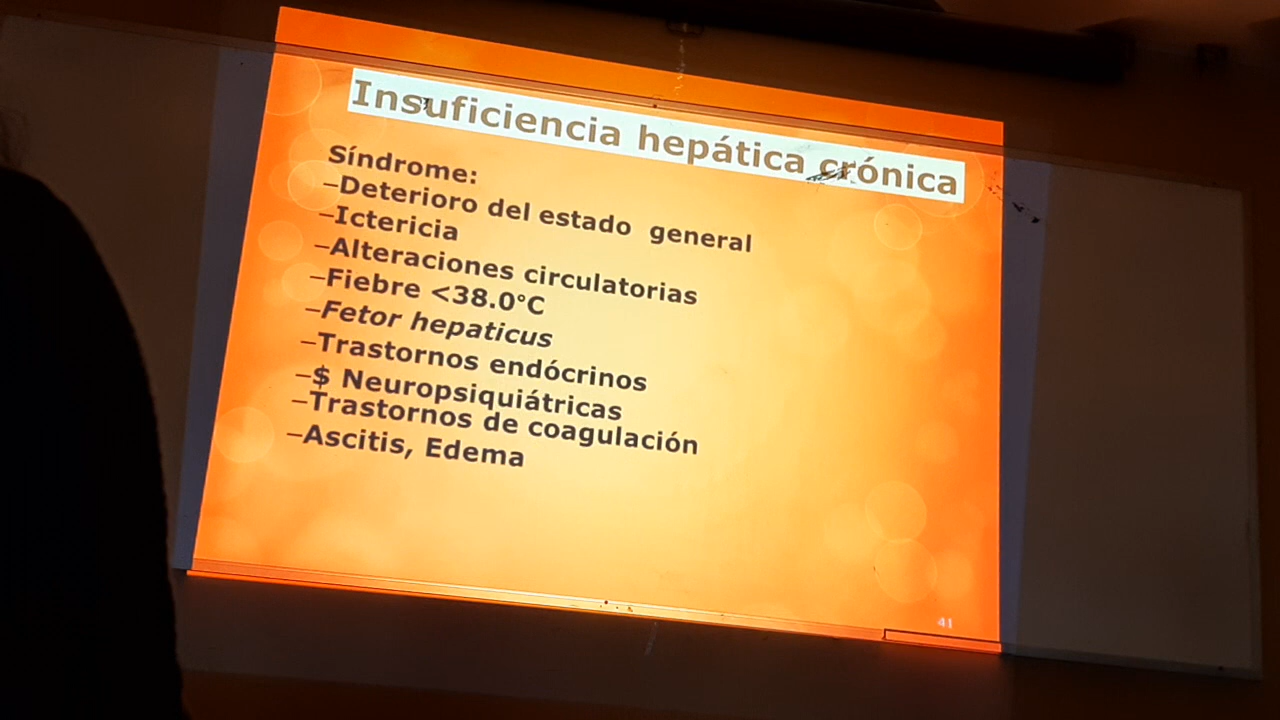 Insuficiencia hepática crónica
Síndrome:
–Deterioro del estado general
–Ictericia
–Alteraciones circulatorias
–Fiebre <38.0°C
–Fetor hepaticus
–Trastornos endócrinos
–$ Neuropsiquiátricas
–Trastornos de coagulación
–Ascitis, Edema
41